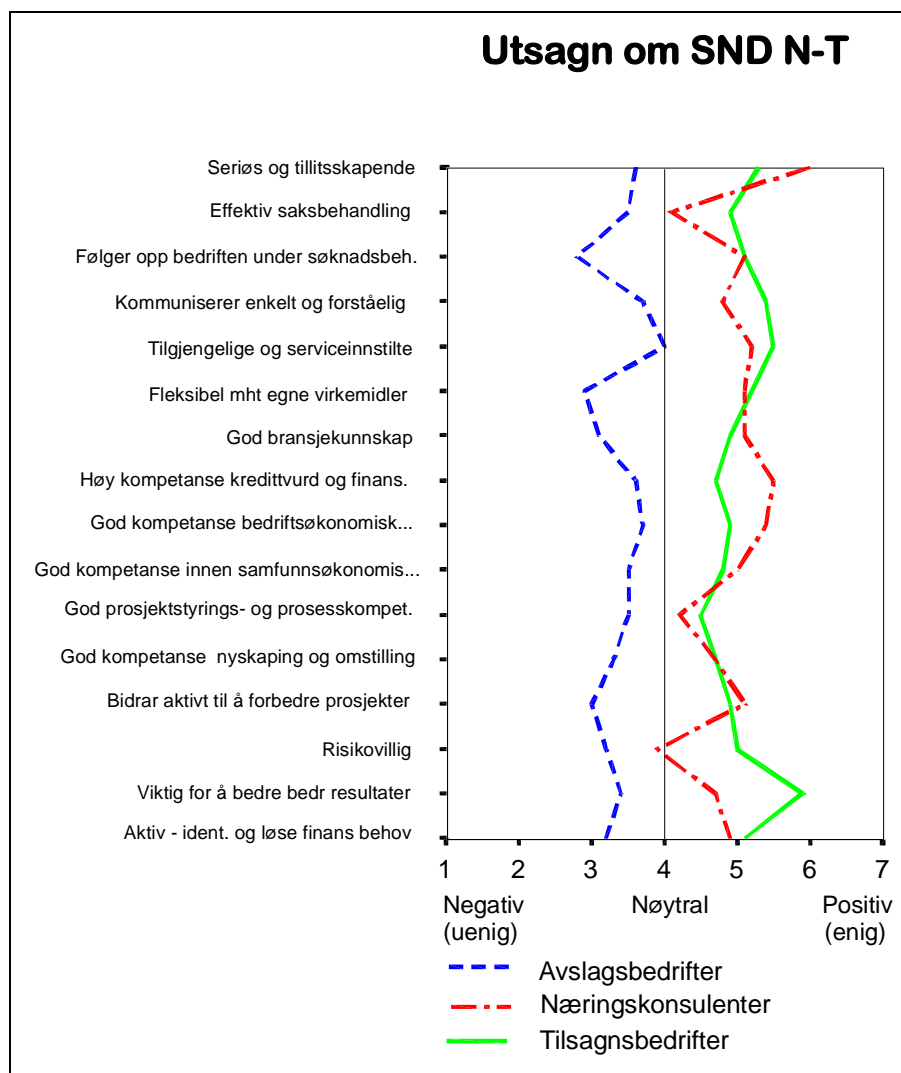 Utsagn om SND N-T
Seriøs og tillitsskapende
Effektiv saksbehandling
Følger opp bedriften under søknadsbeh.
Kommuniserer enkelt og forståelig
Tilgjengelige og serviceinnstilte
Fleksibel mht egne virkemidler
God bransjekunnskap
Høy kompetanse kredittvurd og finans.
God kompetanse bedriftsøkonomisk...
God kompetanse innen samfunnsøkonomis...
God prosjektstyrings- og prosesskompet.
God kompetanse nyskaping og omstilling
Bidrar aktivt til å forbedre prosjekter
Risikovillig
Viktig for å bedre bedr resultater
Aktiv - ident. og løse finans behov
1 2 3 4 5 6 7
Negativ Nøytral Positiv
(uenig) (enig)
Avslagsbedrifter
Næringskonsulenter
Tilsagnsbedrifter